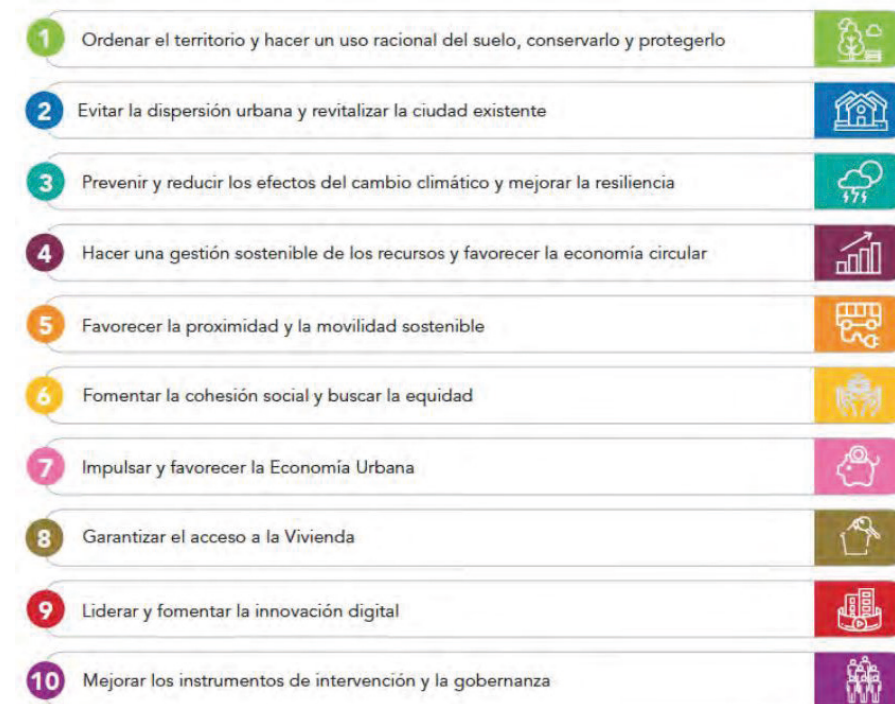 1 Ordenar el territorio y hacer un uso racional del suelo, conservarlo y protegerlo
2 Evitar la dispersión urbana y revitalizar la ciudad existente
3 Prevenir y reducir los efectos del cambio climático y mejorar la resiliencia
4 Hacer una gestión sostenible de los recursos y favorecer la economía circular
5 Favorecer la proximidad y la movilidad sostenible
6 Fomentar la cohesión social y buscar la equidad
7 Impulsar y favorecer la Economía Urbana
8 Garantizar el acceso a la Vivienda
9 Liderar y fomentar la innovación digital
10 Mejorar los instrumentos de intervención y la gobernanza